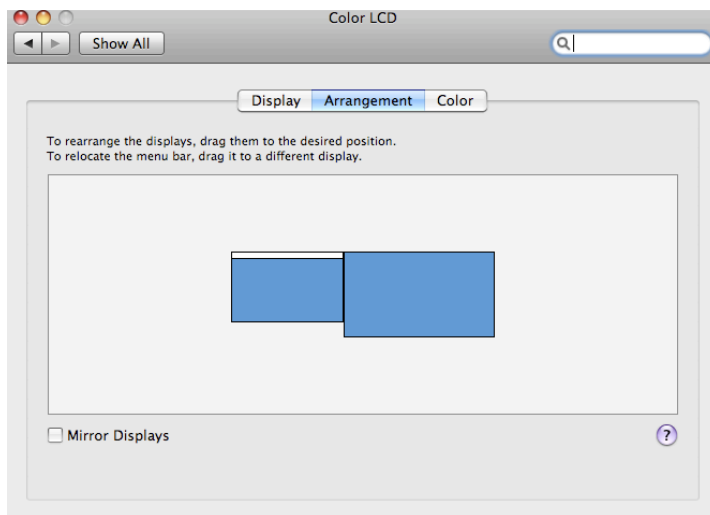 Color LCD
Show All
Display Arrangement Color
To rearrange the displays, drag them to the desired position.
To relocate the menu bar, drag it to a different display.
Mirror Displays
?